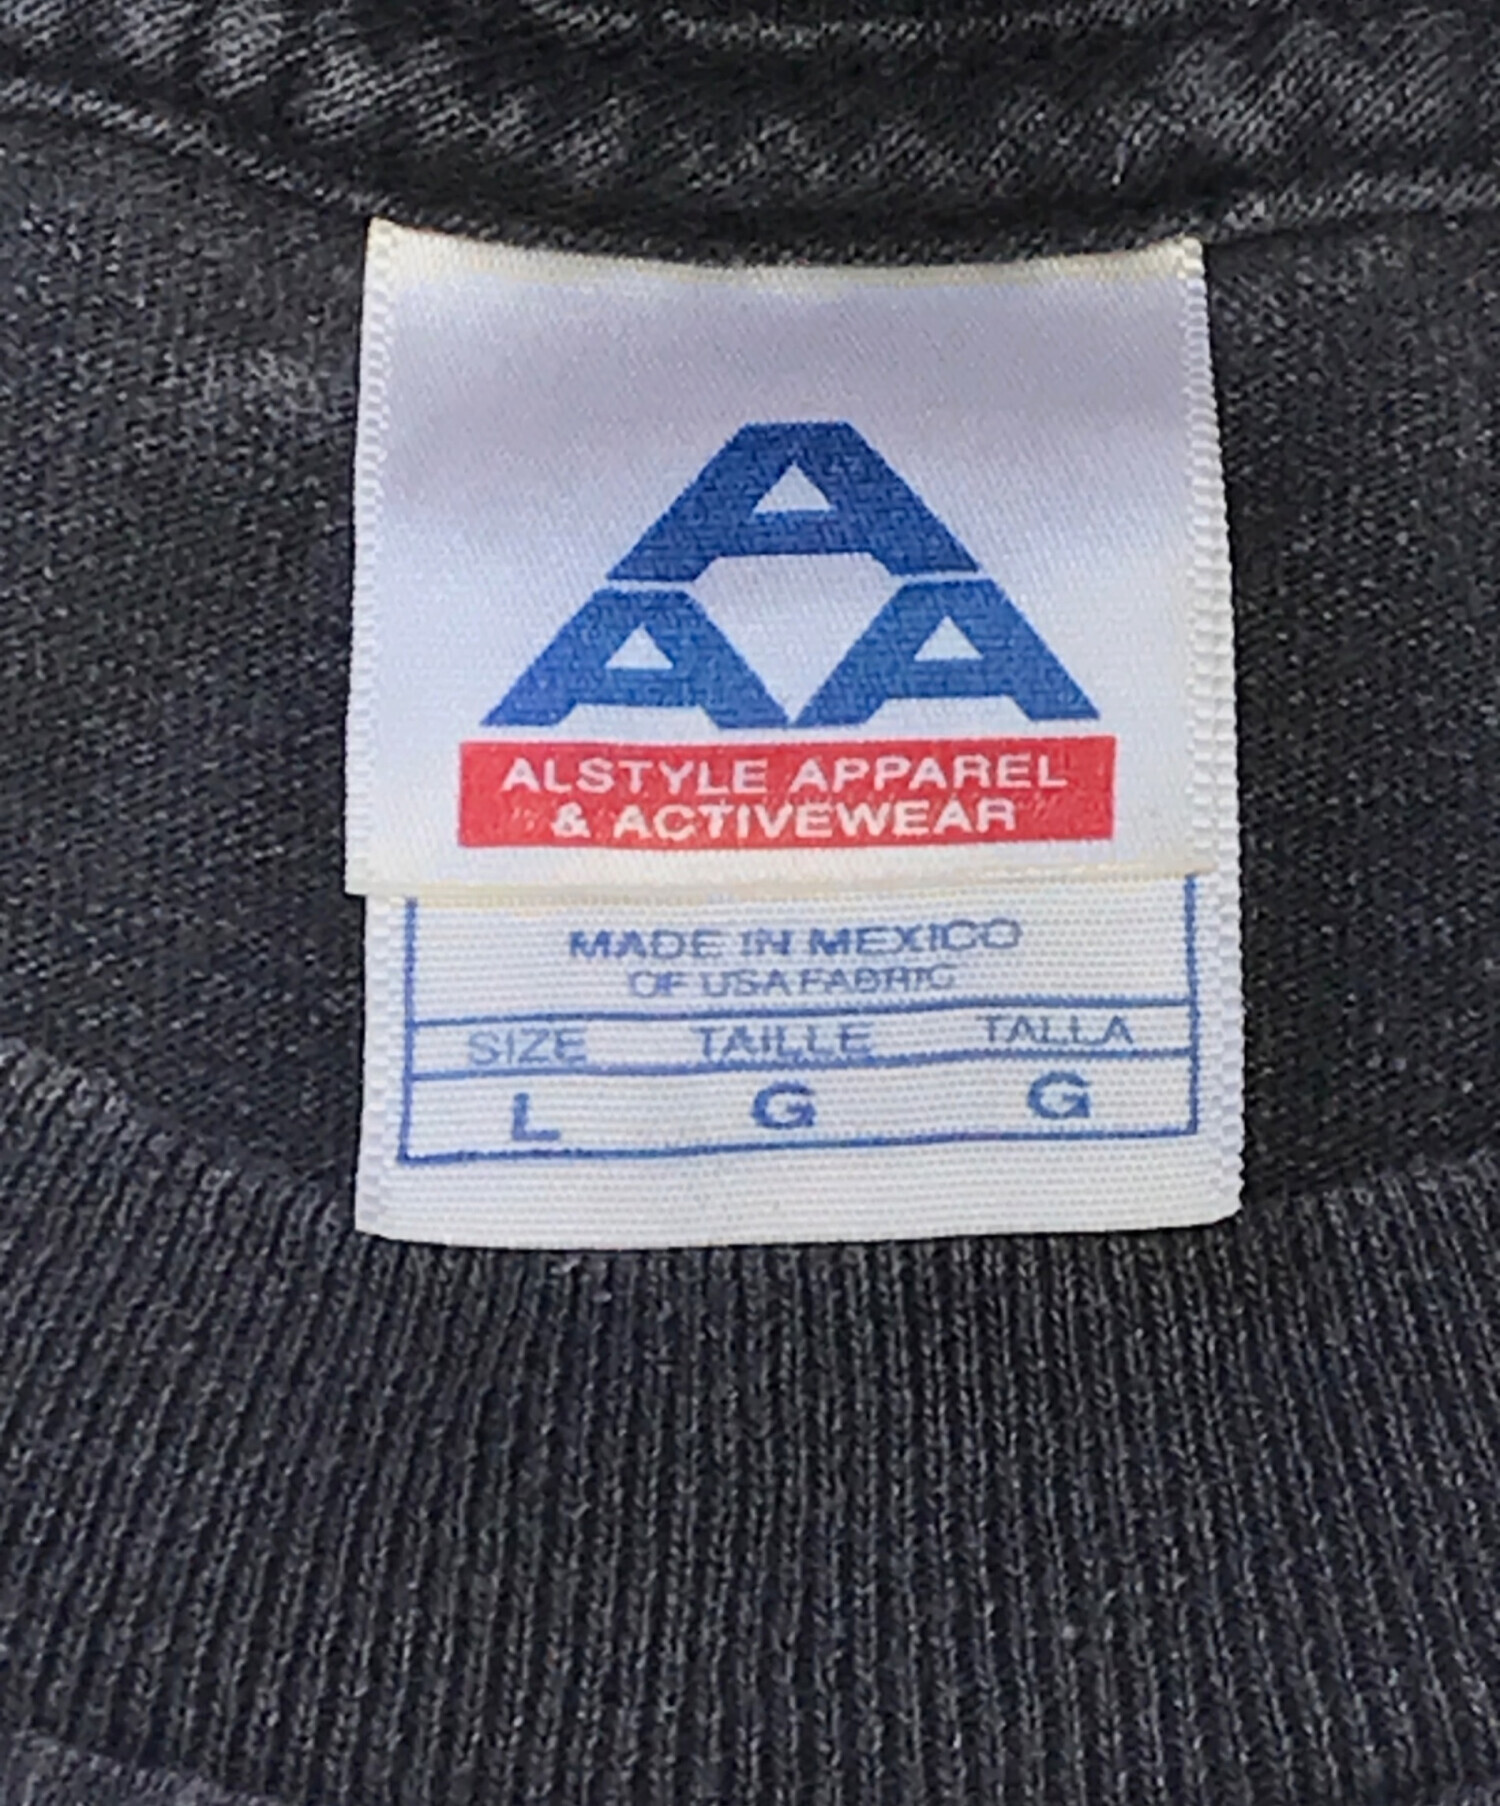 A
A A
ALSTYLE APPAREL
& ACTIVEWEAR
MADE IN MEXICO
OF USA FABRIC
SIZE TAILLE TALLA
L G G